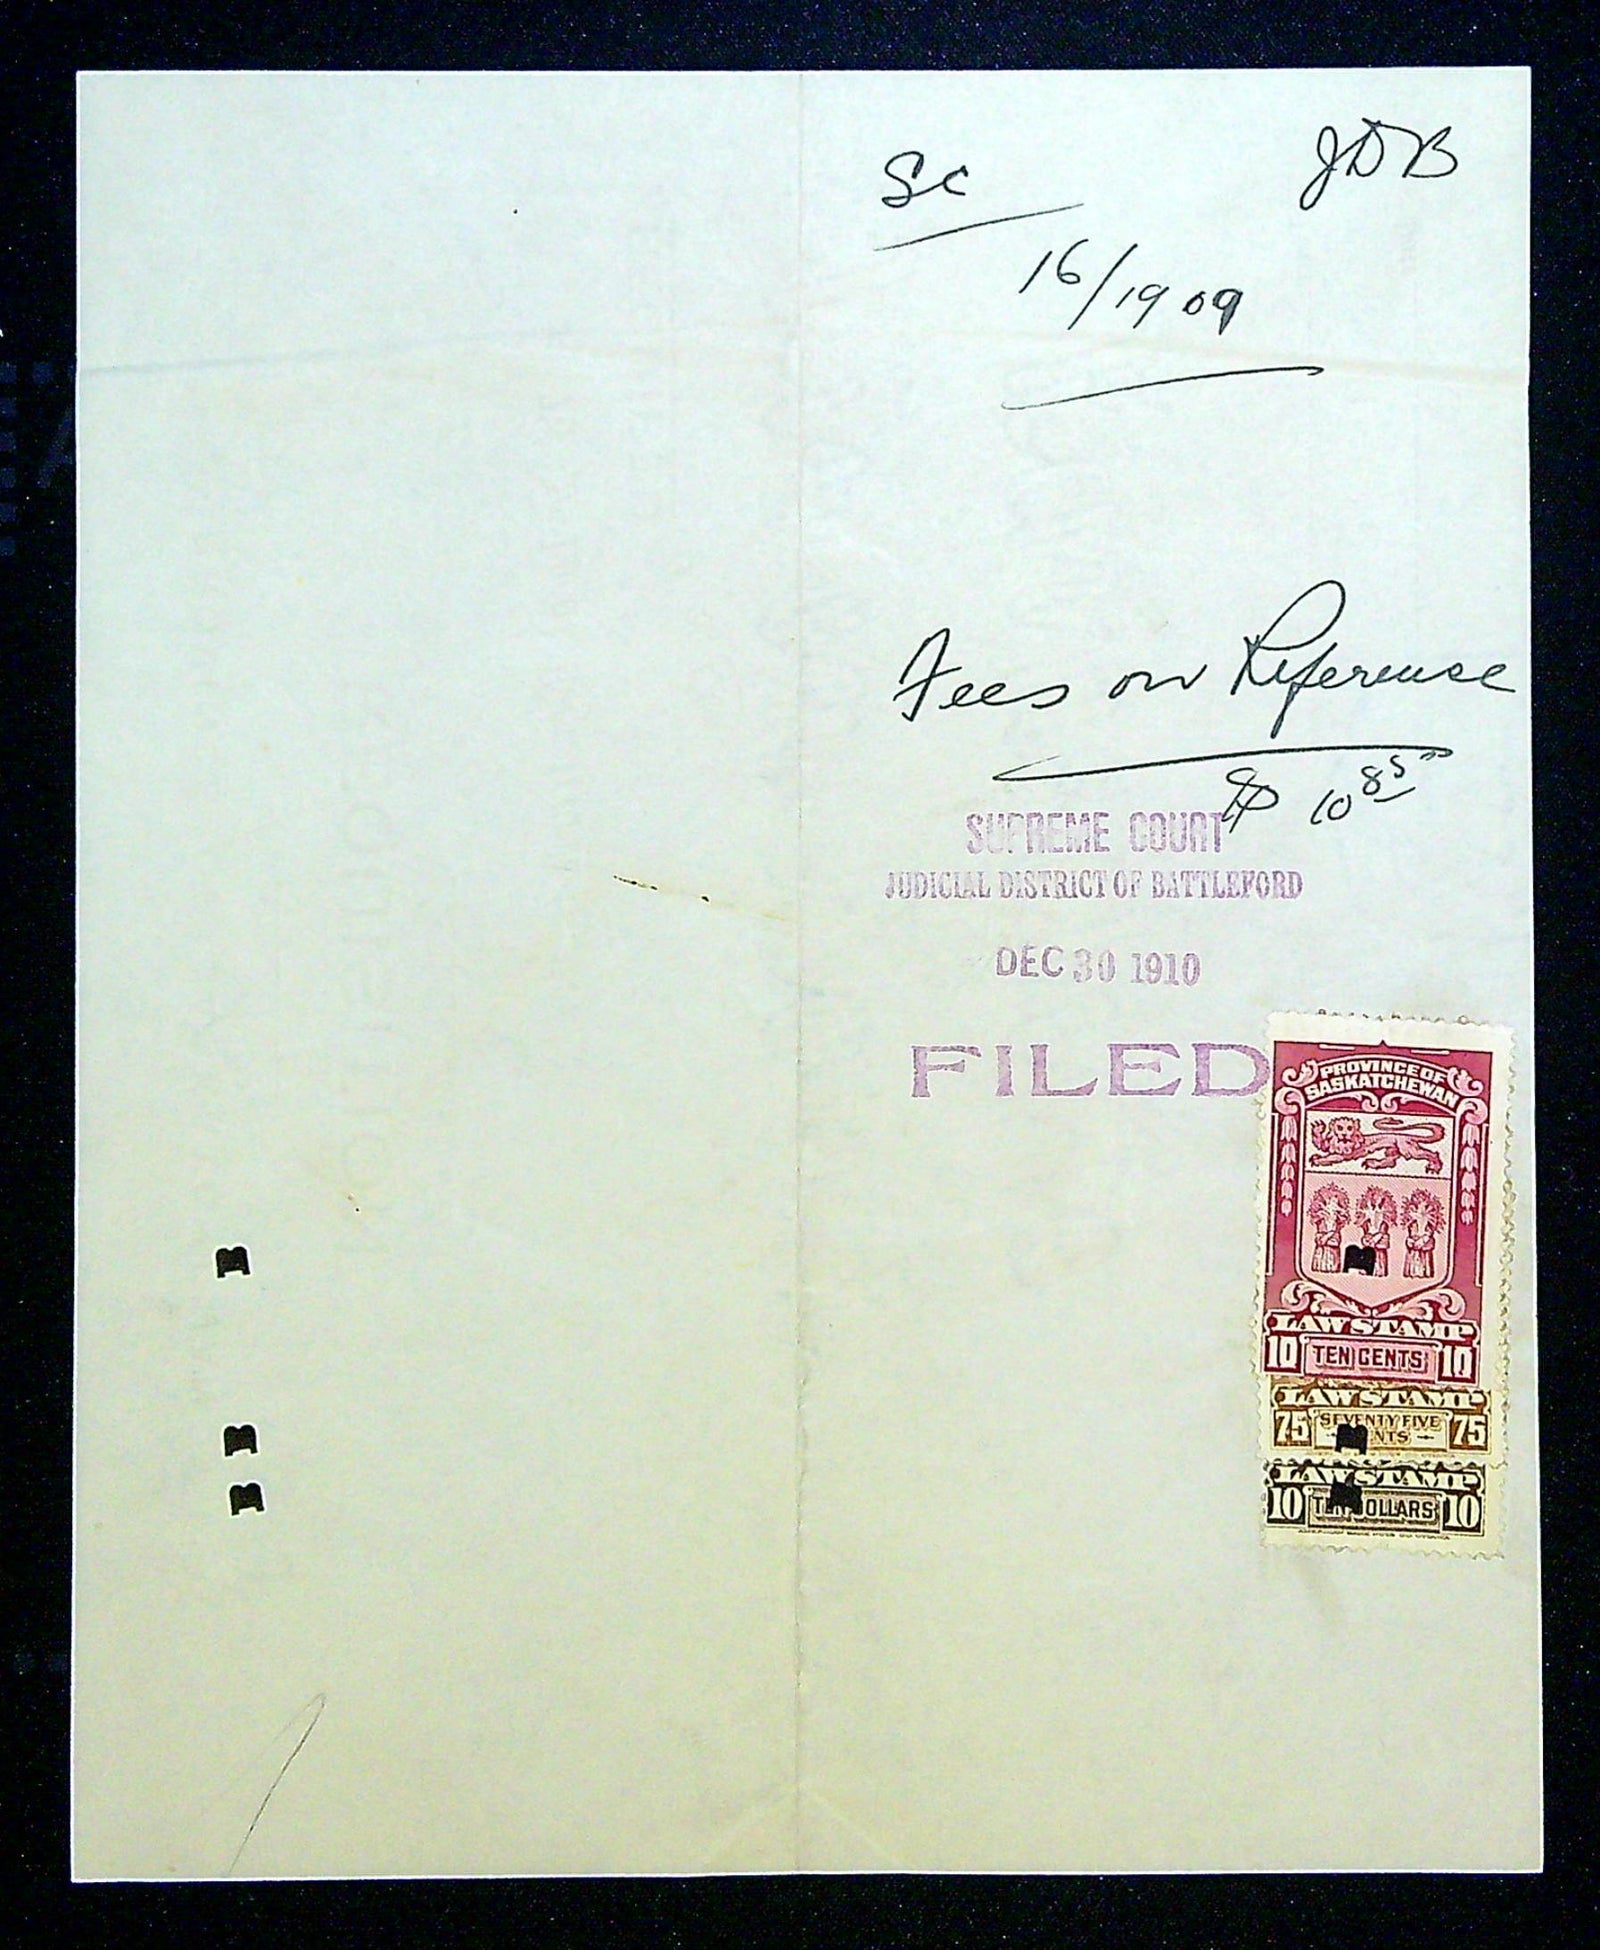 Sc JDB
16/1909
Fees on Reference
$ 10 85
SUPREME COURT
JUDICIAL DISTRICT OF BATTLEFORD
DEC 30 1910
FILED
PROVINCE OF
SASKATCHEWAN
LAW STAMP
10 TEN CENTS 10
LAW STAMP
75 SEVENTY FIVE CENTS 75
LAW STAMP
10 TEN DOLLARS 10